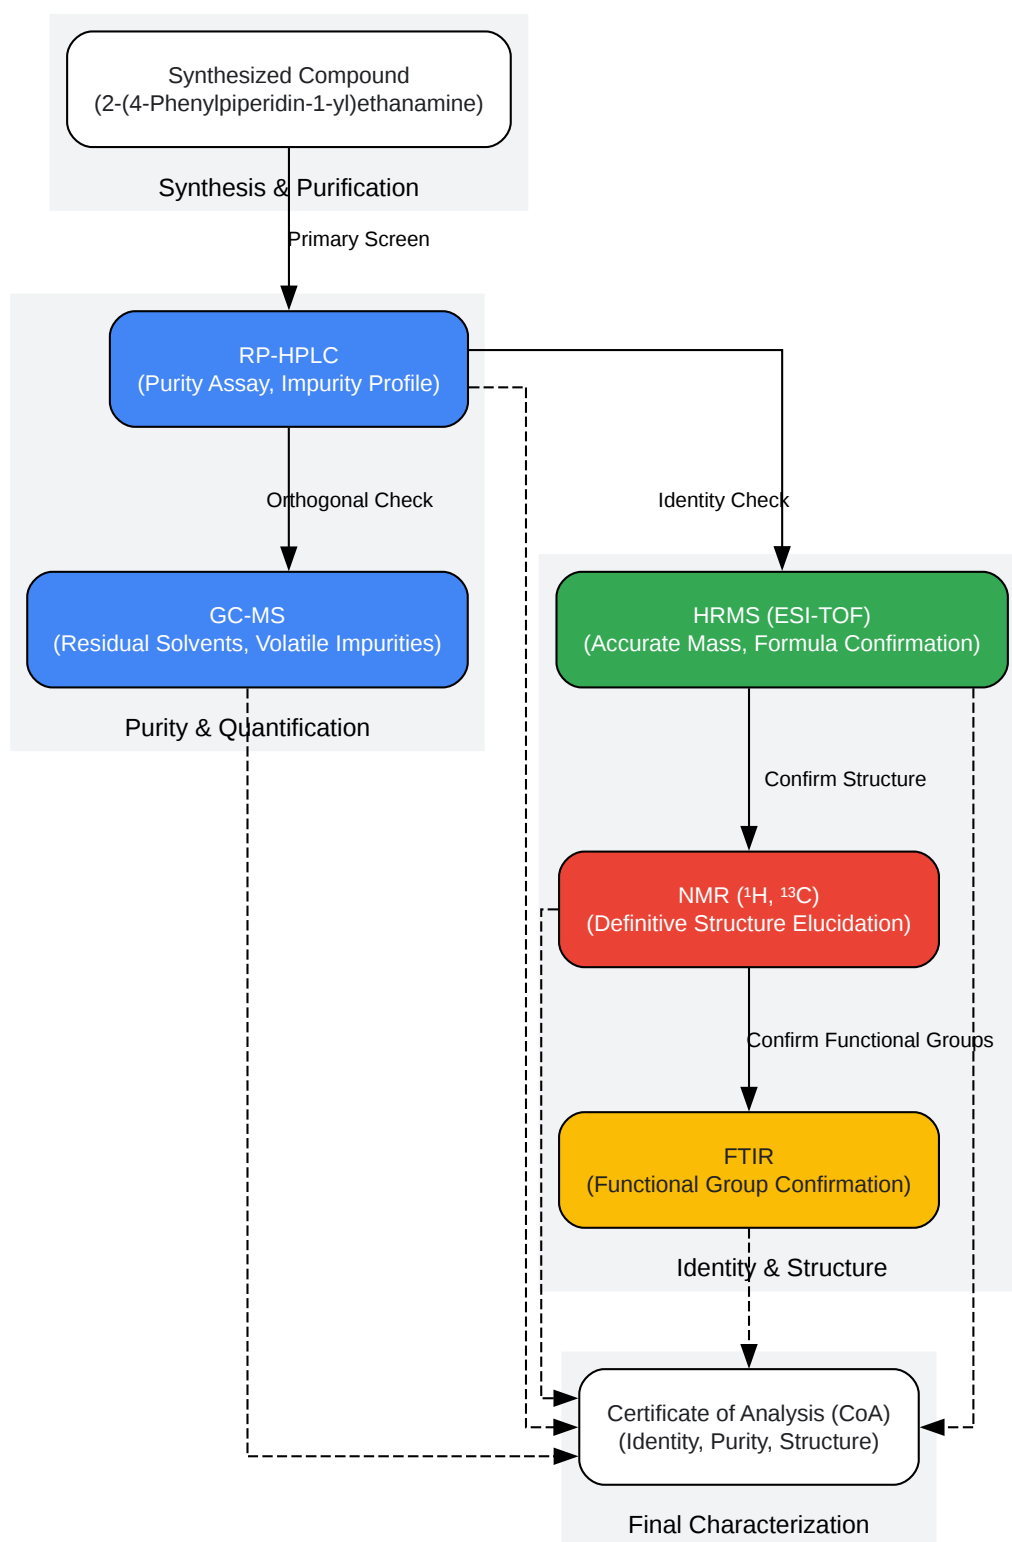 Synthesized Compound
(2-(4-Phenylpiperidin-1-yl)ethanamine)
Synthesis & Purification
Primary Screen
RP-HPLC
(Purity Assay, Impurity Profile)
Orthogonal Check
Identity Check
GC-MS
(Residual Solvents, Volatile Impurities)
Purity & Quantification
HRMS (ESI-TOF)
(Accurate Mass, Formula Confirmation)
Confirm Structure
NMR (¹H, ¹³C)
(Definitive Structure Elucidation)
Confirm Functional Groups
FTIR
(Functional Group Confirmation)
Identity & Structure
Certificate of Analysis (CoA)
(Identity, Purity, Structure)
Final Characterization